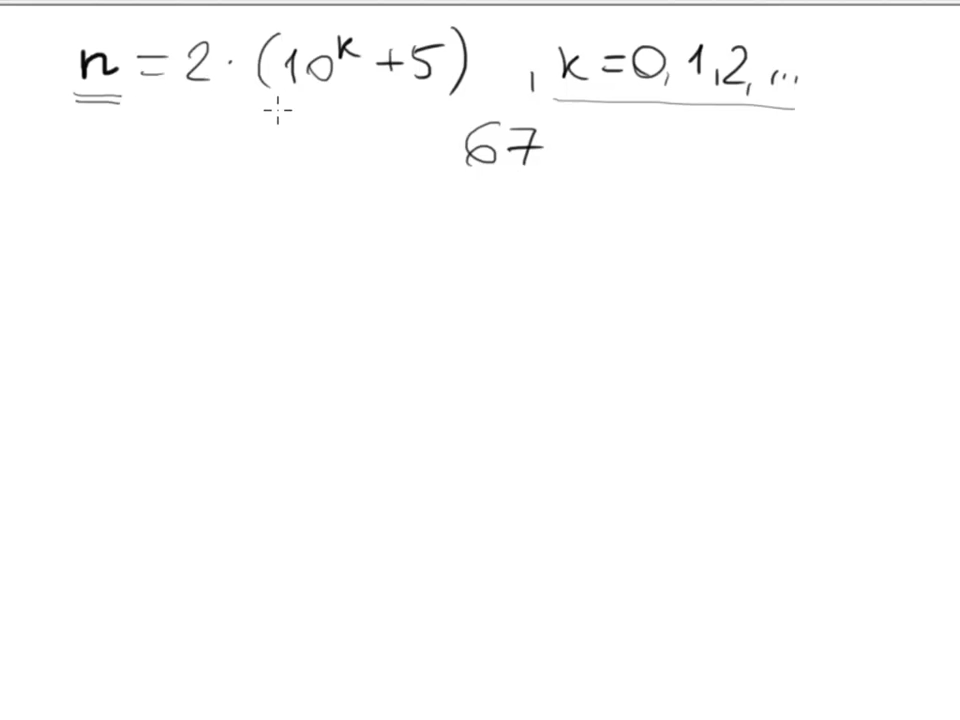 n = 2 · (10^k + 5) , k = 0, 1, 2, ...
67